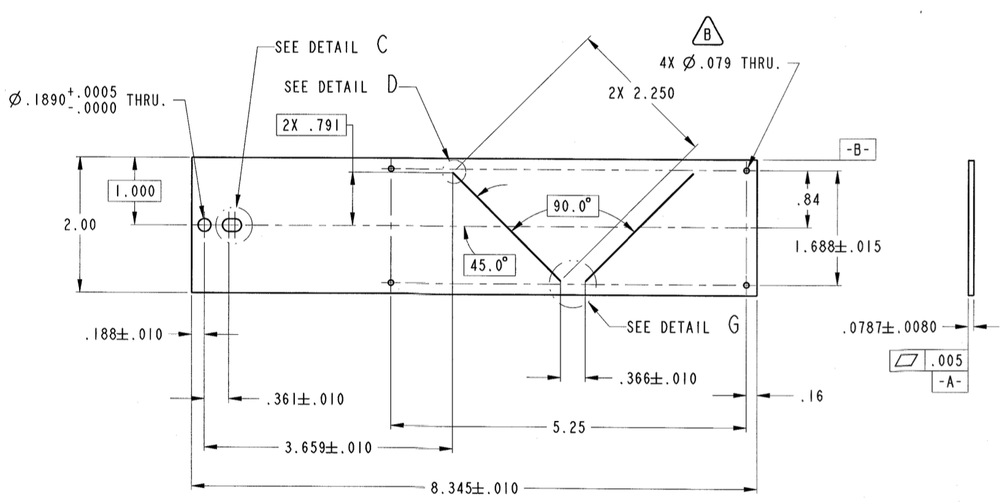 B
SEE DETAIL C
4X Ø.079 THRU.
SEE DETAIL D
2X 2.250
Ø.1890 +.0005 -.0000 THRU.
2X .791
-B-
1.000
90.0°
.84
2.00
1.688±.015
45.0°
SEE DETAIL G
.188±.010
.0787±.0080
.005
.366±.010
-A-
.361±.010
.16
5.25
3.659±.010
8.345±.010